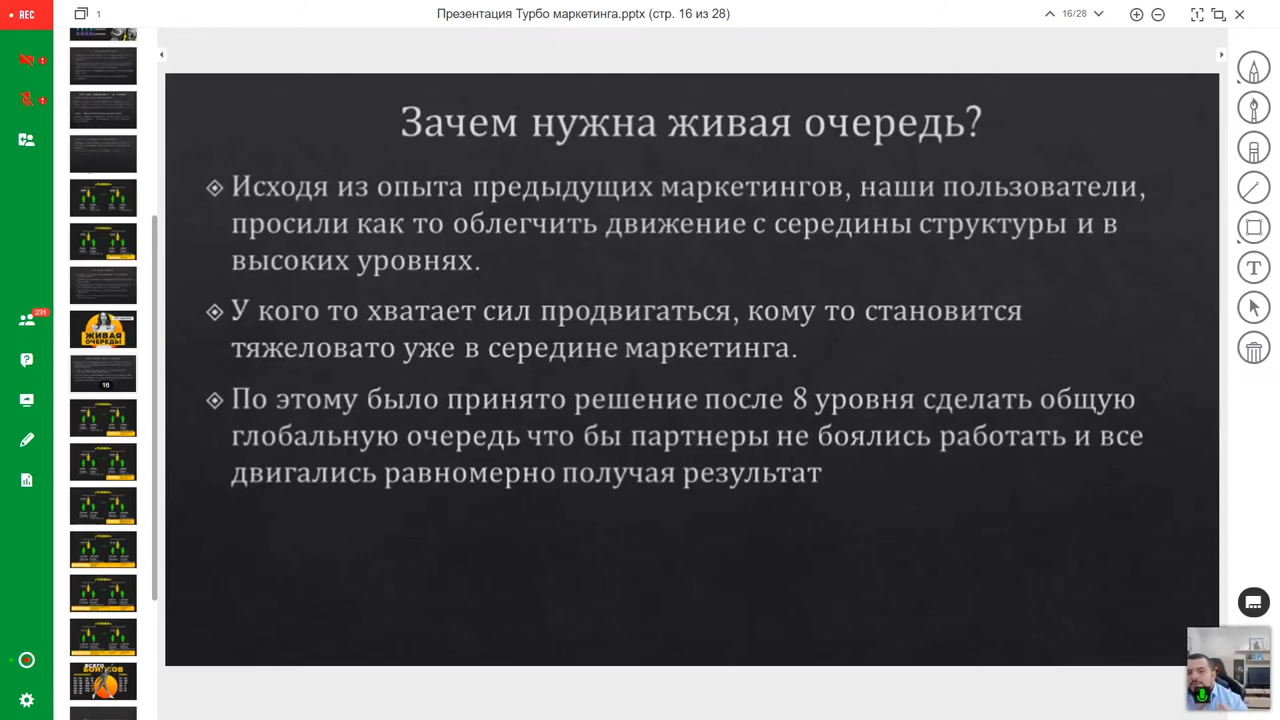 REC
1
Презентация Турбо маркетинга.pptx (стр. 16 из 28)
16/28
Зачем нужна живая очередь?
Исходя из опыта предыдущих маркетингов, наши пользователи,
просили как то облегчить движение с середины структуры и в
высоких уровнях.
У кого то хватает сил продвигаться, кому то становится
тяжеловато уже в середине маркетинга.
По этому было принято решение после 8 уровня сделать общую
глобальную очередь что бы партнеры не боялись работать и все
двигались равномерно получая результат
231
ЖИВАЯ
ОЧЕРЕДЬ!
16
ВСЕГО